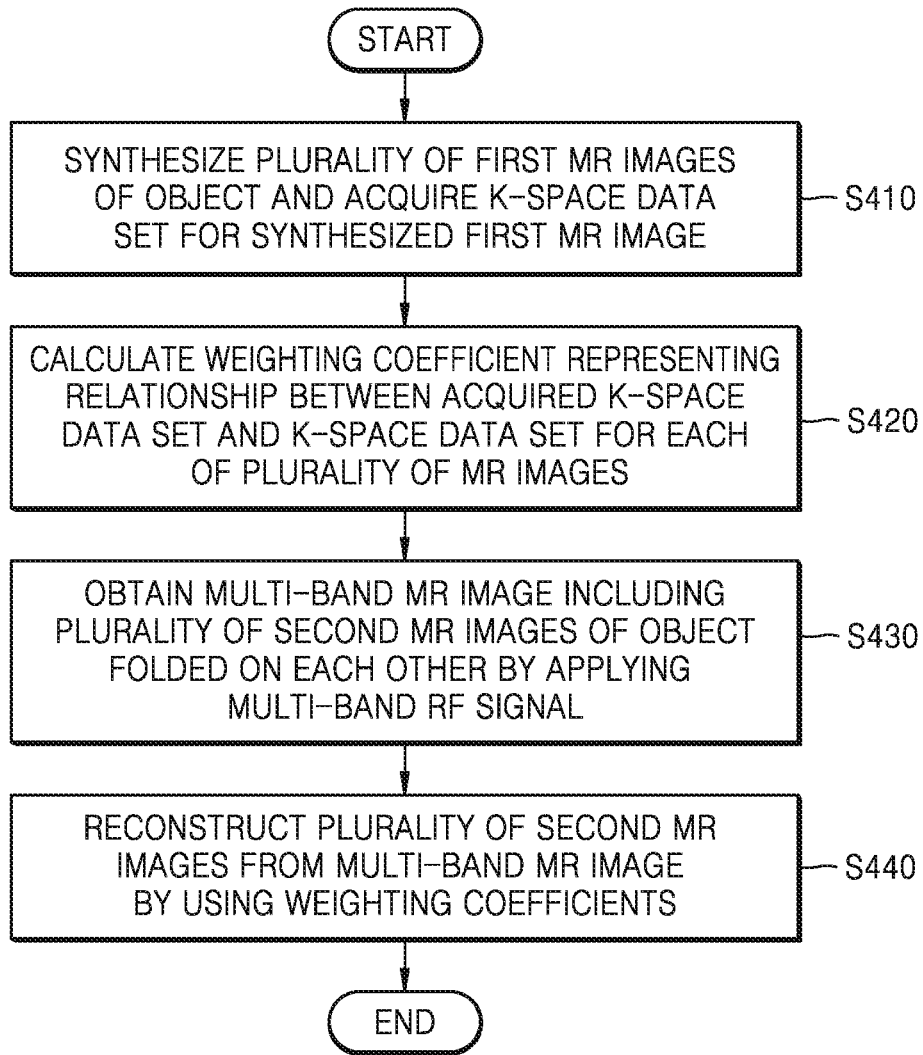 START
SYNTHESIZE PLURALITY OF FIRST MR IMAGES
OF OBJECT AND ACQUIRE K-SPACE DATA
SET FOR SYNTHESIZED FIRST MR IMAGE
S410
CALCULATE WEIGHTING COEFFICIENT REPRESENTING
RELATIONSHIP BETWEEN ACQUIRED K-SPACE
DATA SET AND K-SPACE DATA SET FOR EACH
OF PLURALITY OF MR IMAGES
S420
OBTAIN MULTI-BAND MR IMAGE INCLUDING
PLURALITY OF SECOND MR IMAGES OF OBJECT
FOLDED ON EACH OTHER BY APPLYING
MULTI-BAND RF SIGNAL
S430
RECONSTRUCT PLURALITY OF SECOND MR
IMAGES FROM MULTI-BAND MR IMAGE
BY USING WEIGHTING COEFFICIENTS
S440
END